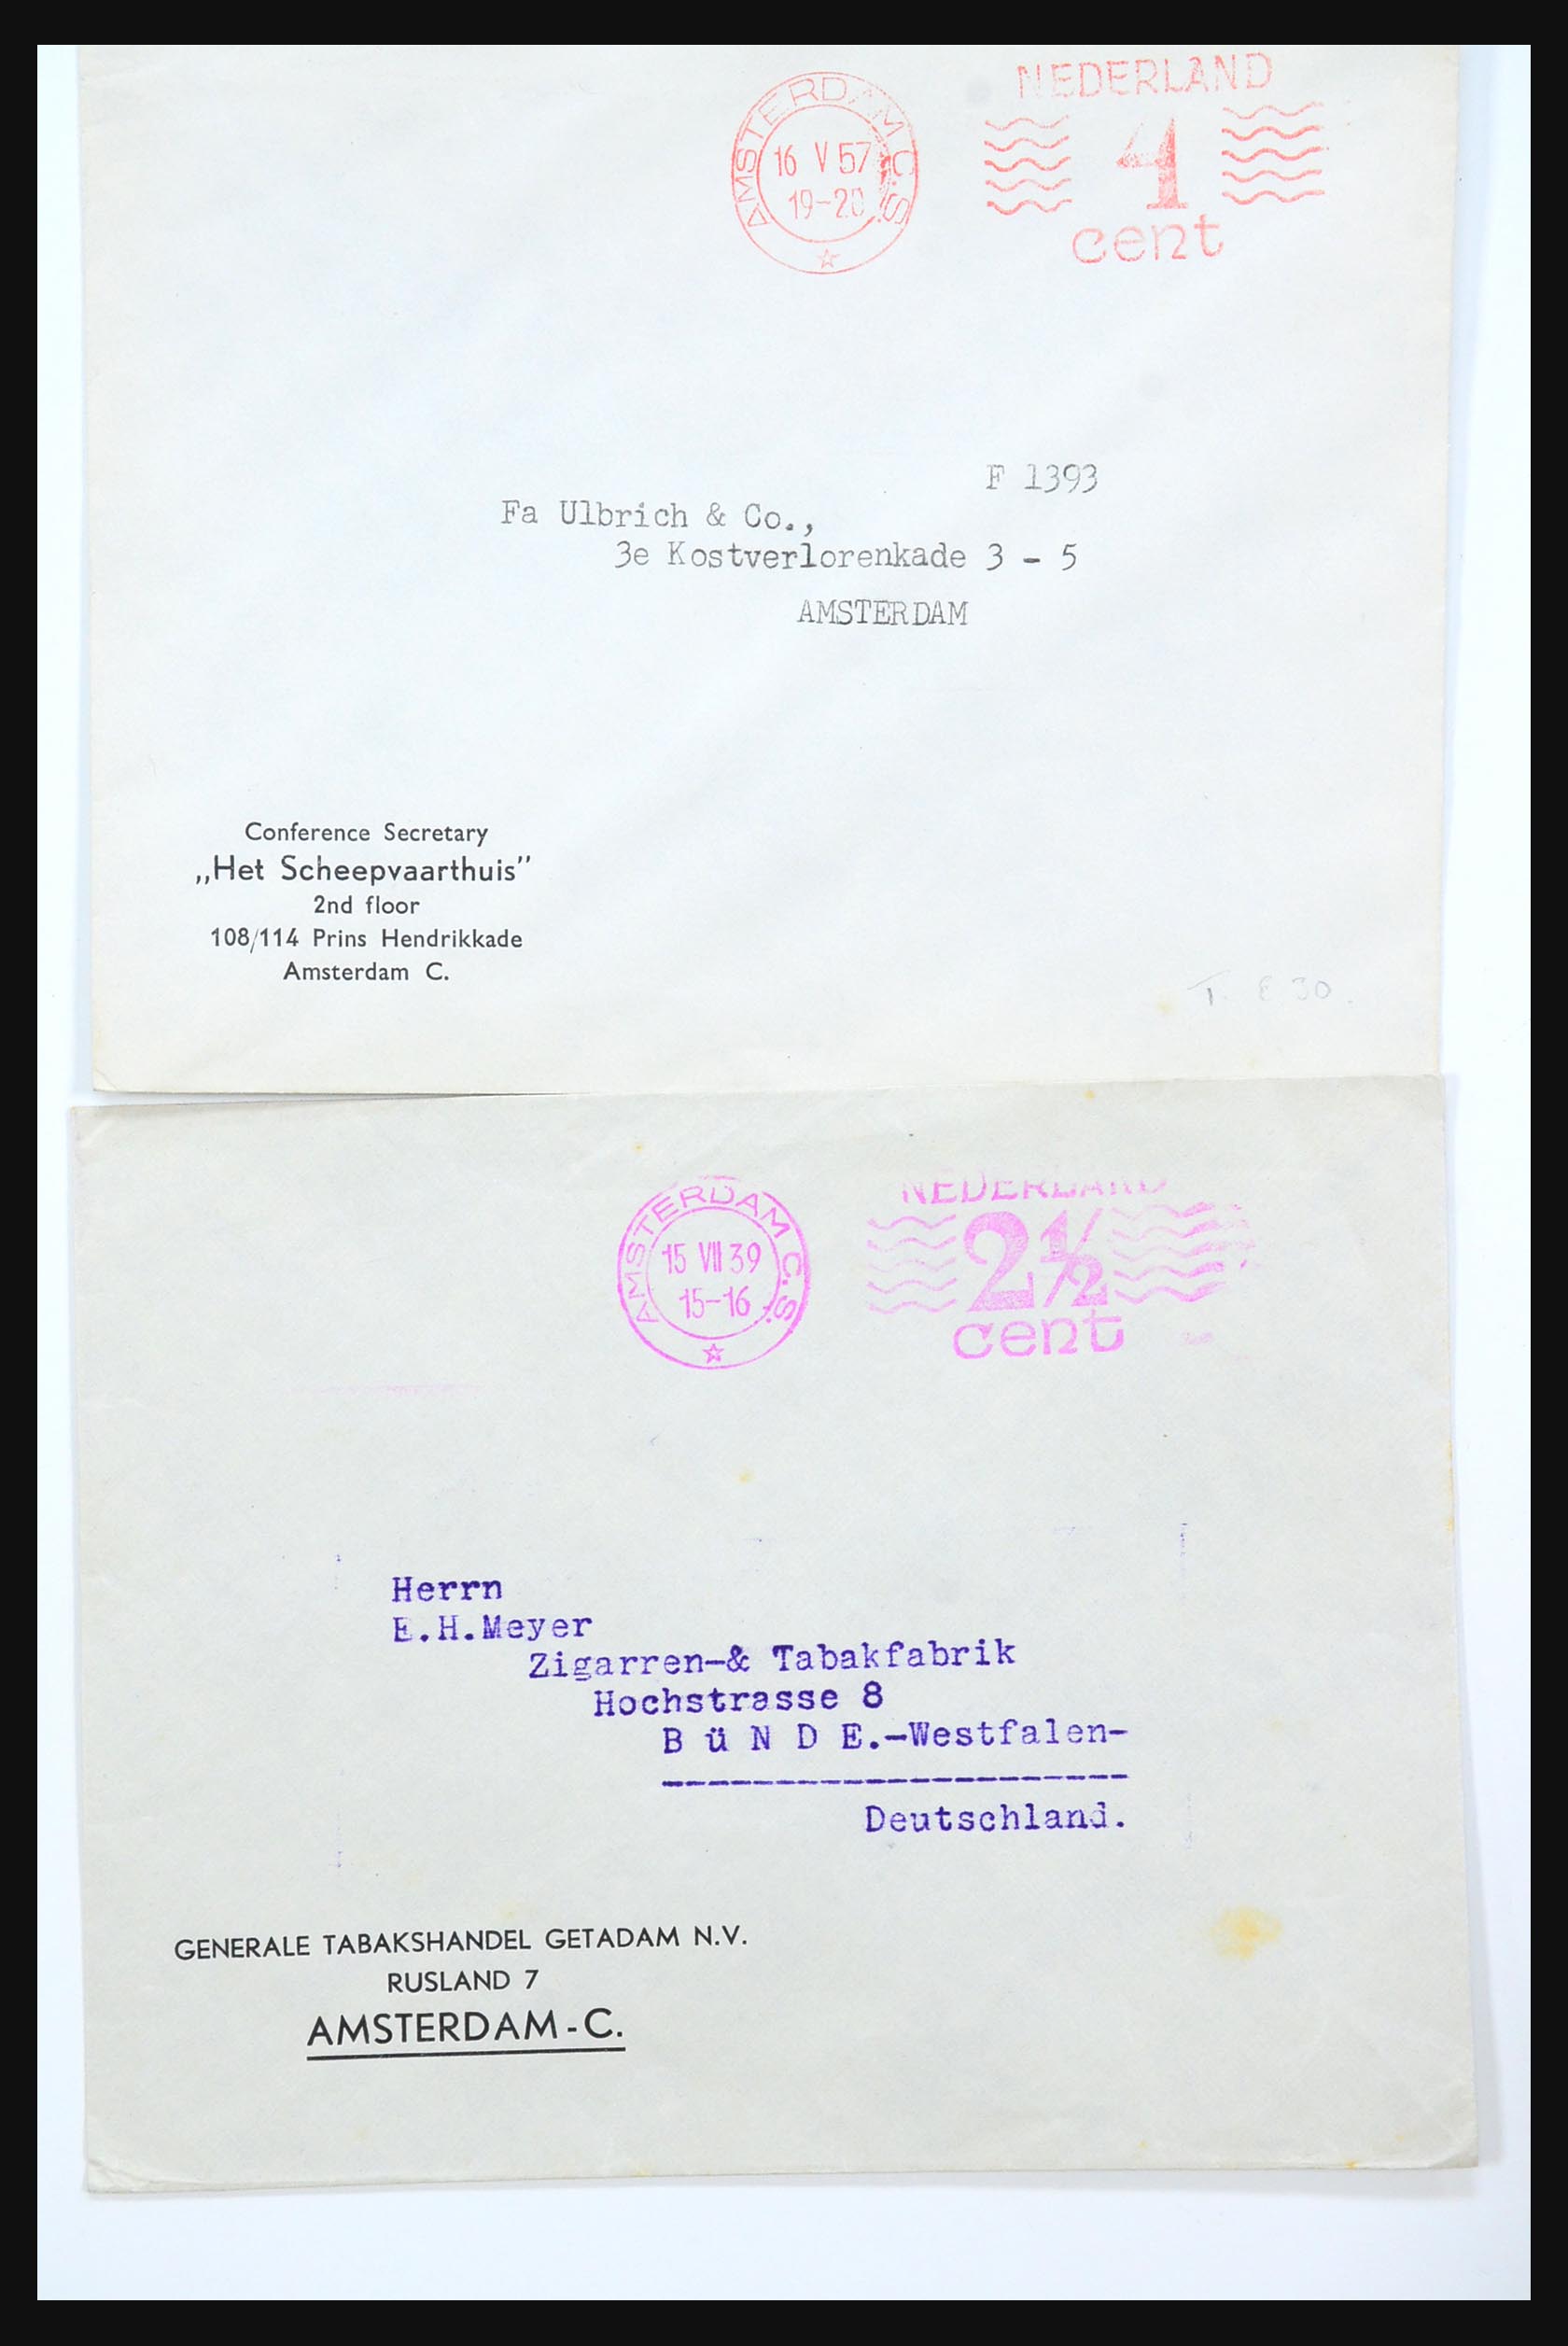 AMSTERDAM C.S.
16 V 57
19-20
NEDERLAND
4
cent
F 1393
Fa Ulbrich & Co.,
3e Kostverlorenkade 3 - 5
AMSTERDAM
Conference Secretary
„Het Scheepvaarthuis”
2nd floor
108/114 Prins Hendrikkade
Amsterdam C.
T. E 30.
AMSTERDAM C.S.
15 VII 39
15-16
NEDERLAND
2½
cent
Herrn
E.H.Meyer
Zigarren-& Tabakfabrik
Hochstrasse 8
B ü N D E.-Westfalen-
Deutschland.
GENERALE TABAKSHANDEL GETADAM N.V.
RUSLAND 7
AMSTERDAM-C.